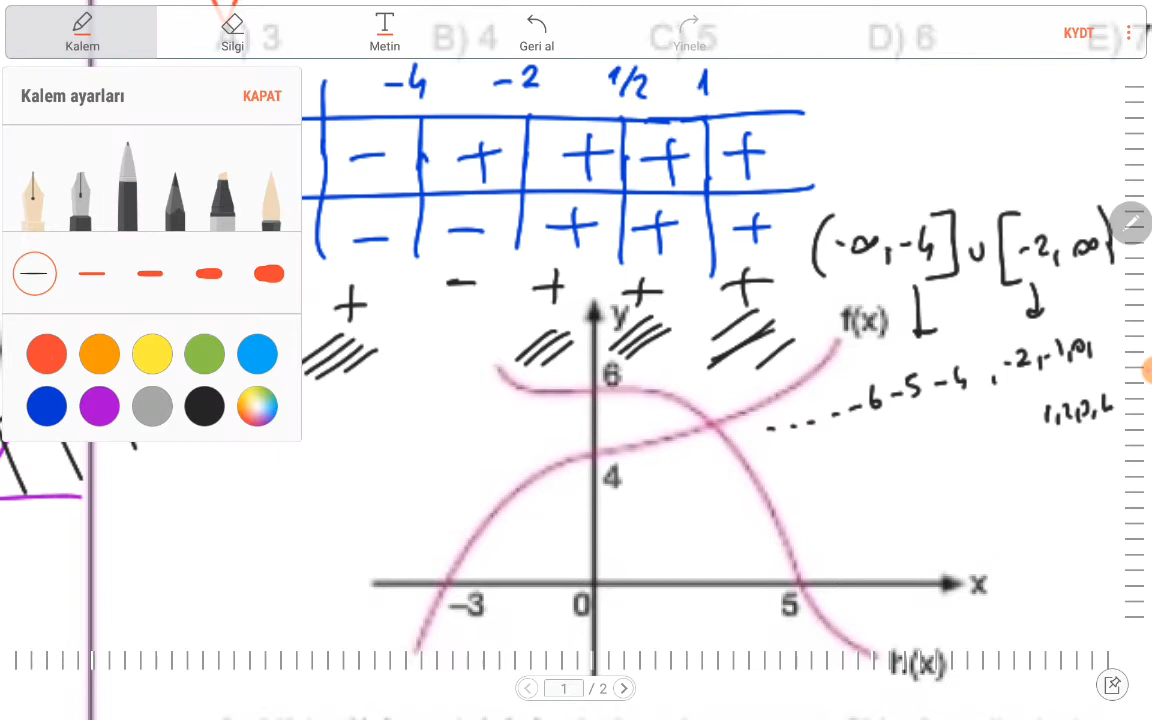 A) 3 B) 4 C) 5 D) 6 E) 7
Kalem Silgi Metin Geri al Yinele KYDT
Kalem ayarları KAPAT
-4 -2 1/2 1
- + + + +
- - + + +
+ - + + +
(-∞, -4] ∪ [-2, ∞)
y f(x)
6
.... -6 -5 -4 , -2, -1, 0,
1, 2, 3, 4
4
-3 0 5 x
h(x)
1 / 2